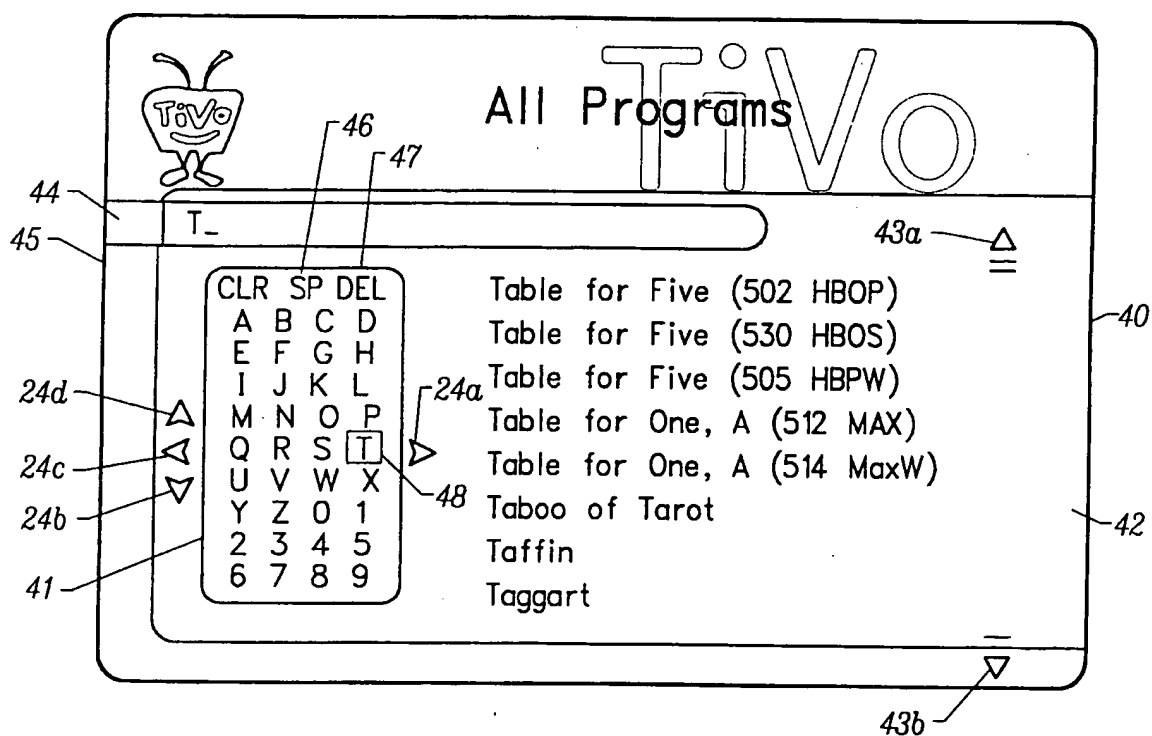 TiVo
TiVo
All Programs
46
47
44
T_
43a
45
CLR SP DEL
A B C D
E F G H
I J K L
M N O P
Q R S T
U V W X
Y Z 0 1
2 3 4 5
6 7 8 9
Table for Five (502 HBOP)
Table for Five (530 HBOS)
Table for Five (505 HBPW)
Table for One, A (512 MAX)
Table for One, A (514 MaxW)
Taboo of Tarot
Taffin
Taggart
40
24d
24a
24c
48
24b
42
41
43b